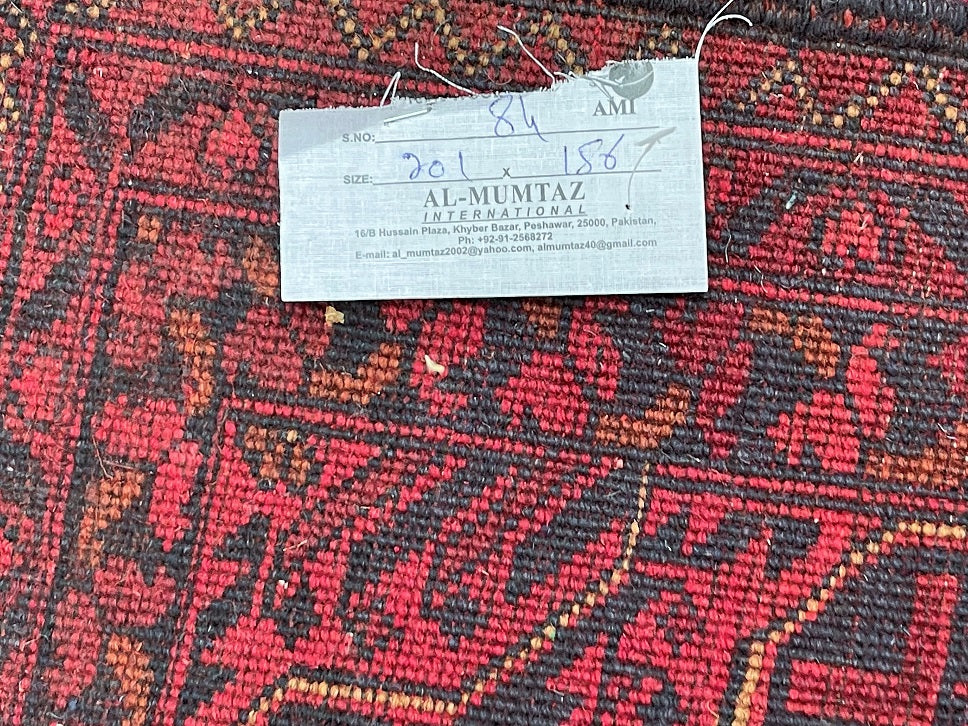 AMI
S.NO: 84
SIZE: 201 x 156
AL-MUMTAZ
INTERNATIONAL
16/B Hussain Plaza, Khyber Bazar, Peshawar, 25000, Pakistan,
Ph: +92-91-2568272
E-mail: al_mumtaz2002@yahoo.com, almumtaz40@gmail.com